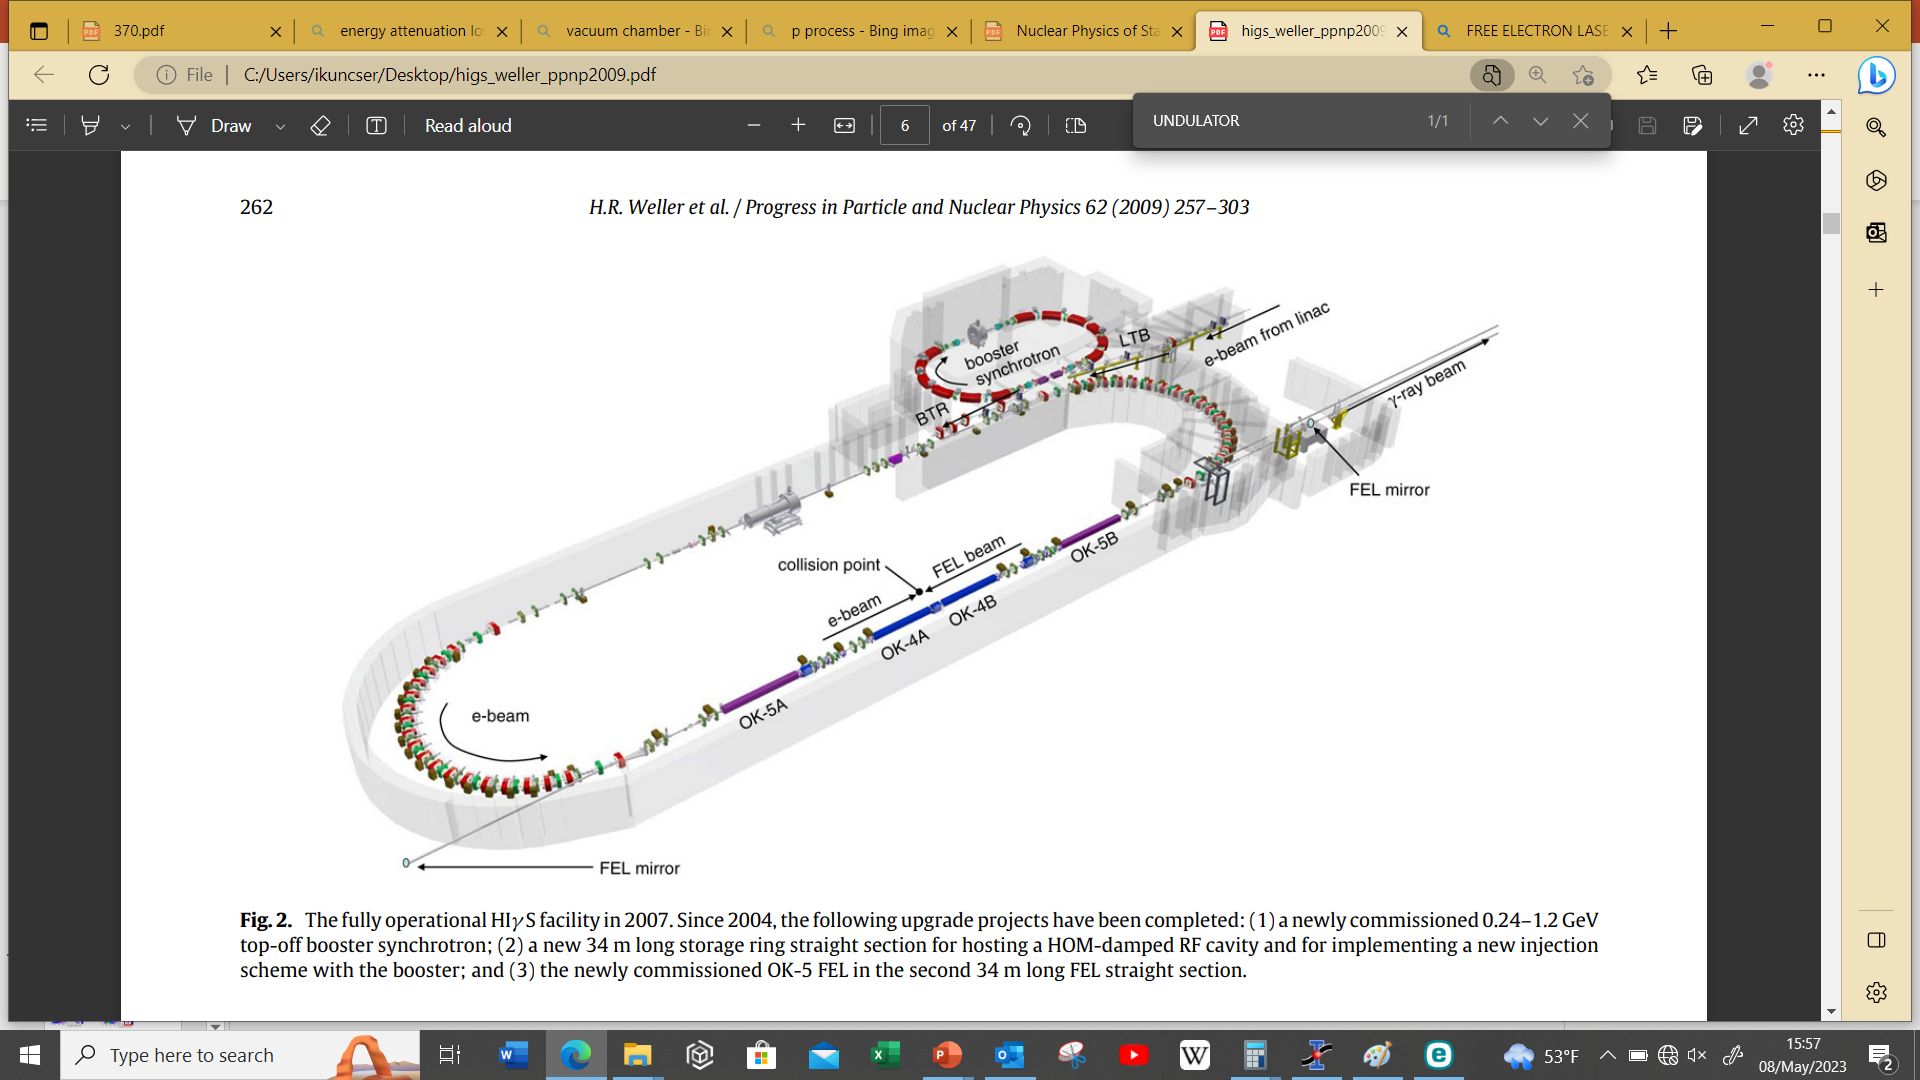 370.pdf
energy attenuation lo
vacuum chamber - Bi
p process - Bing imag
Nuclear Physics of Sta
higs_weller_ppnp2009
FREE ELECTRON LASE
File
C:/Users/ikuncser/Desktop/higs_weller_ppnp2009.pdf
Draw
Read aloud
6
of 47
UNDULATOR
1/1
262
H.R. Weller et al. / Progress in Particle and Nuclear Physics 62 (2009) 257–303
booster
synchrotron
LTB
e-beam from linac
BTR
γ-ray beam
FEL mirror
collision point
FEL beam
e-beam
OK-5B
OK-4B
OK-4A
OK-5A
e-beam
FEL mirror
Fig. 2. The fully operational HIγS facility in 2007. Since 2004, the following upgrade projects have been completed: (1) a newly commissioned 0.24–1.2 GeV
top-off booster synchrotron; (2) a new 34 m long storage ring straight section for hosting a HOM-damped RF cavity and for implementing a new injection
scheme with the booster; and (3) the newly commissioned OK-5 FEL in the second 34 m long FEL straight section.
Type here to search
53°F
15:57
08/May/2023
2